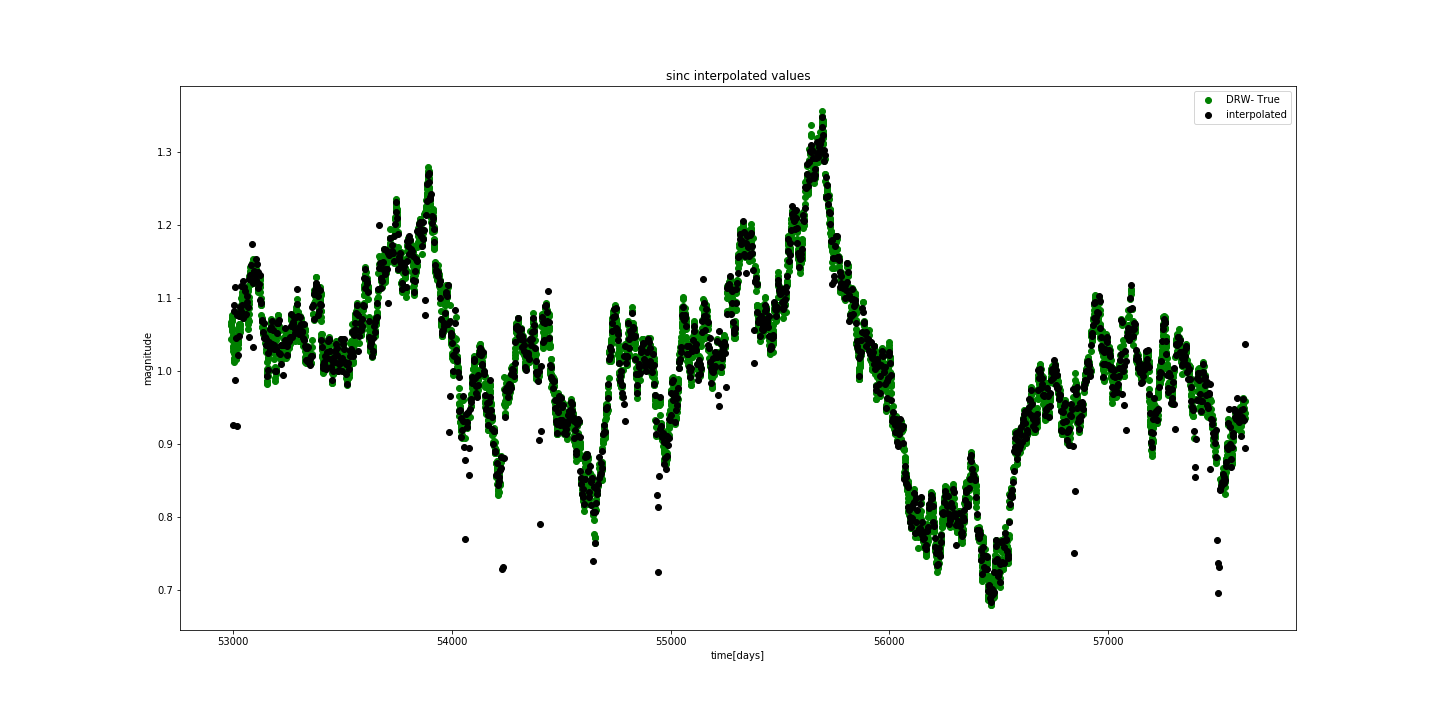 sinc interpolated values
DRW- True
interpolated
magnitude
1.3
1.2
1.1
1.0
0.9
0.8
0.7
53000 54000 55000 56000 57000
time[days]